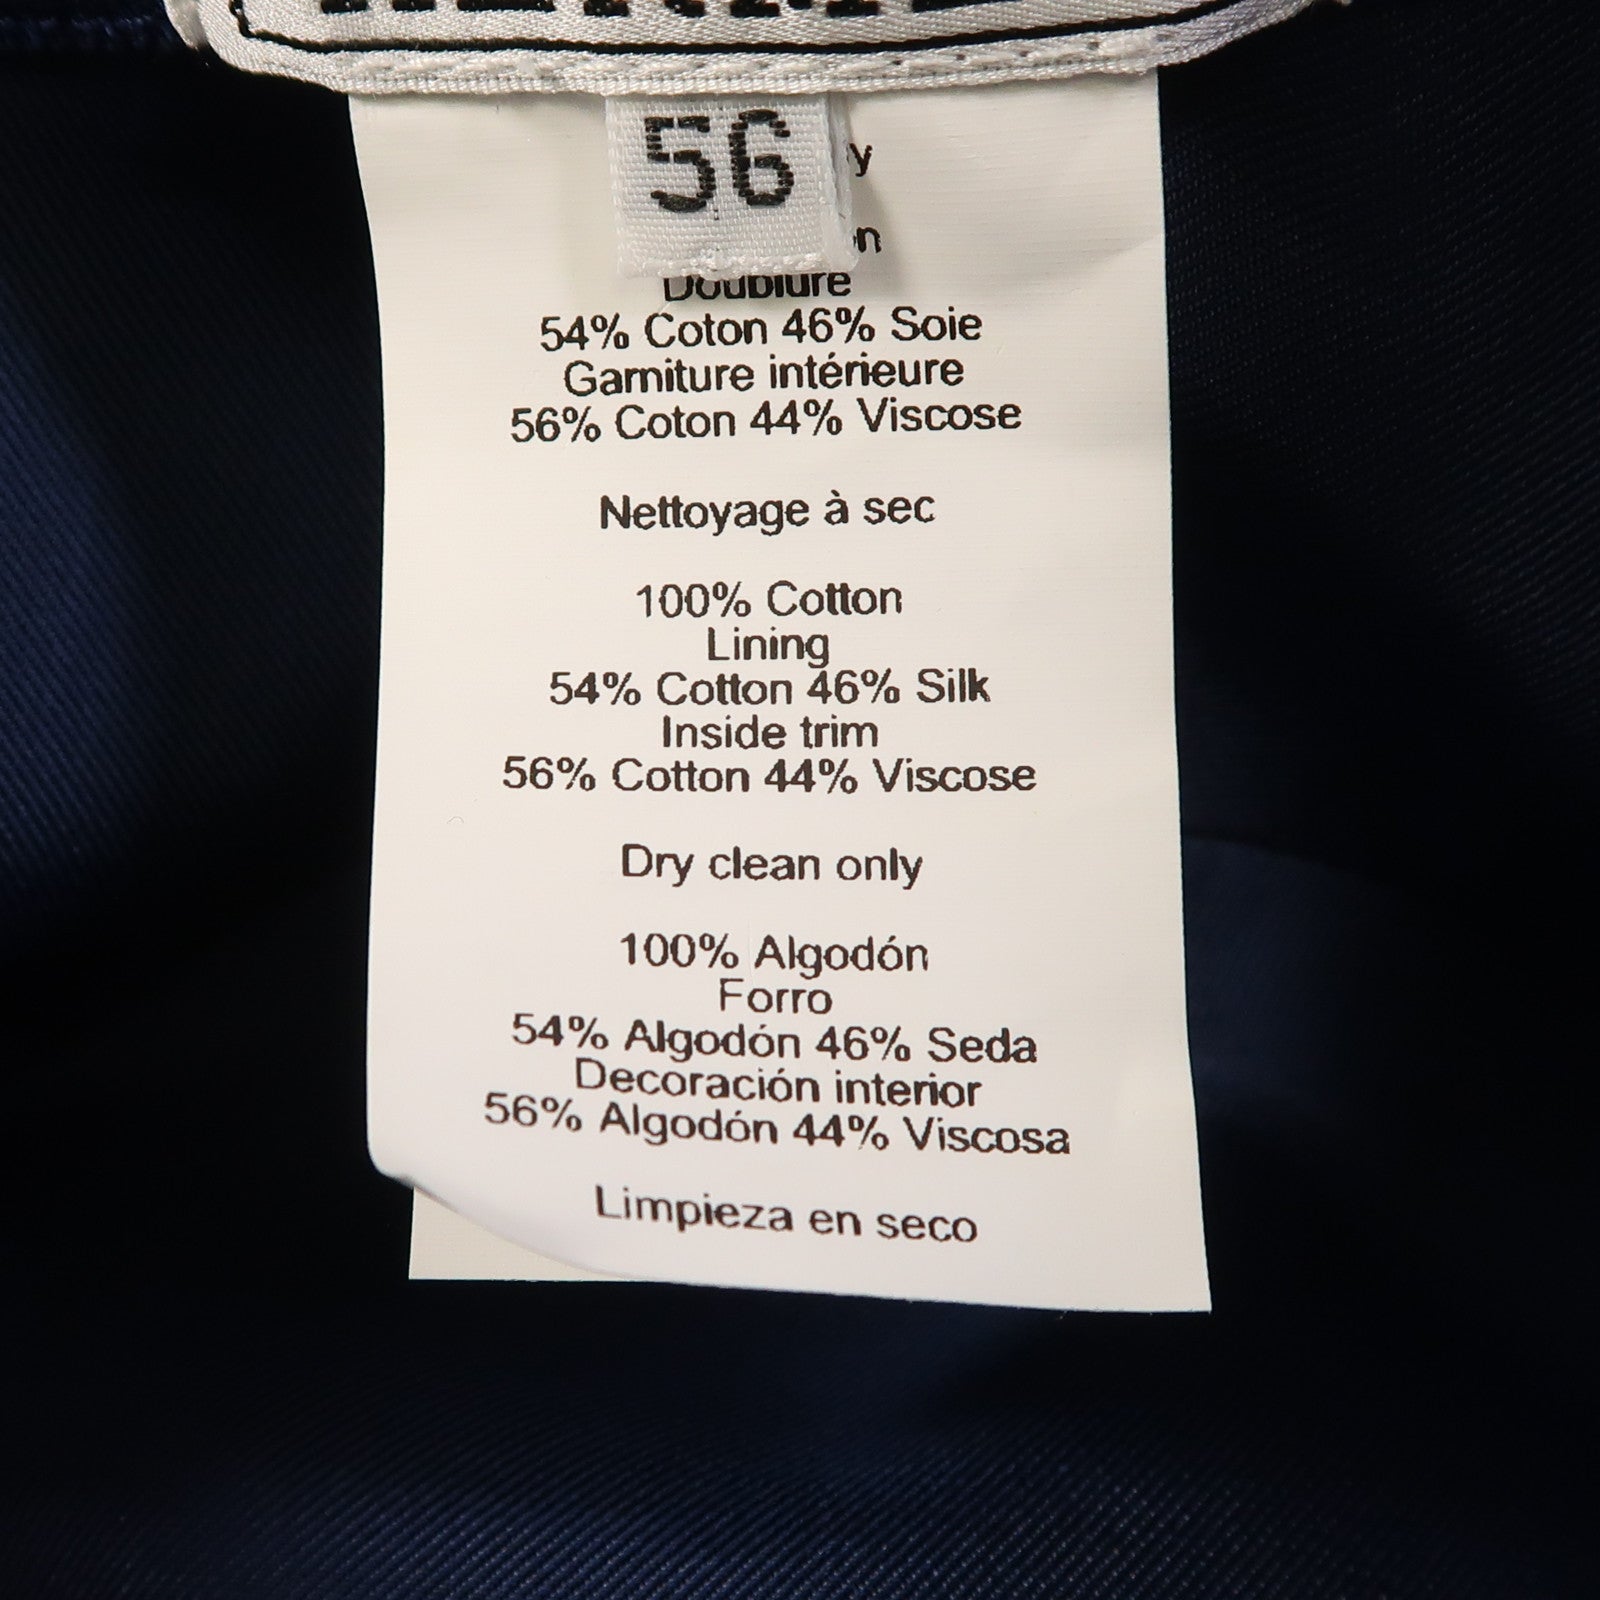 56
Doublure
54% Coton 46% Soie
Garniture intérieure
56% Coton 44% Viscose
Nettoyage à sec
100% Cotton
Lining
54% Cotton 46% Silk
Inside trim
56% Cotton 44% Viscose
Dry clean only
100% Algodón
Forro
54% Algodón 46% Seda
Decoración interior
56% Algodón 44% Viscosa
Limpieza en seco